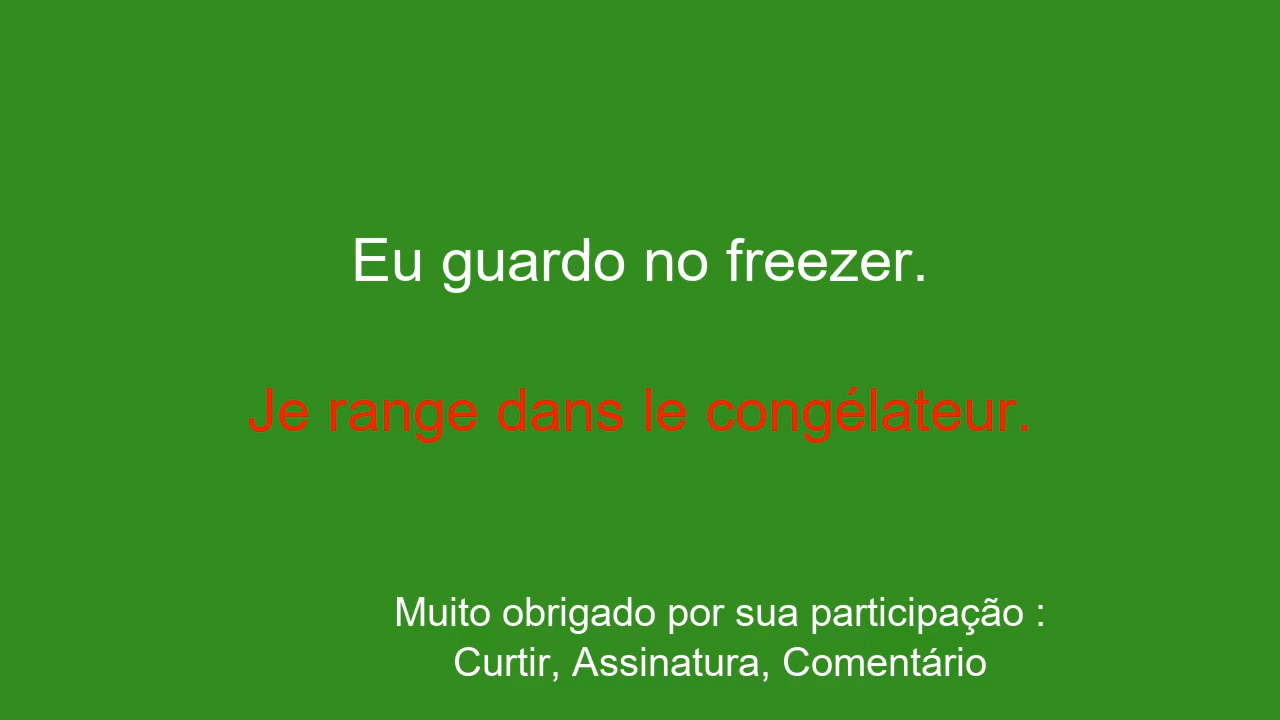 Eu guardo no freezer.
Je range dans le congélateur.
Muito obrigado por sua participação :
Curtir, Assinatura, Comentário